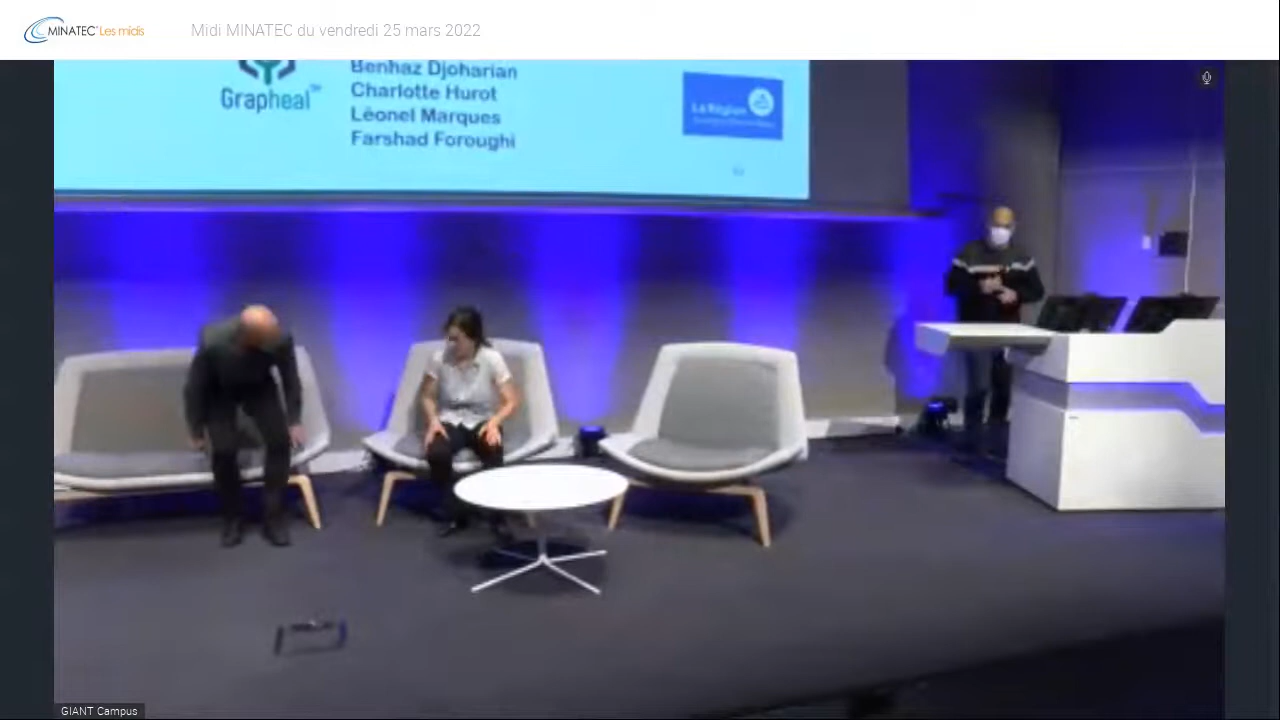 MINATEC Les midis
Midi MINATEC du vendredi 25 mars 2022
Grapheal™
Benhaz Djoharian
Charlotte Hurot
Léonel Marques
Farshad Foroughi
La Région
GIANT Campus